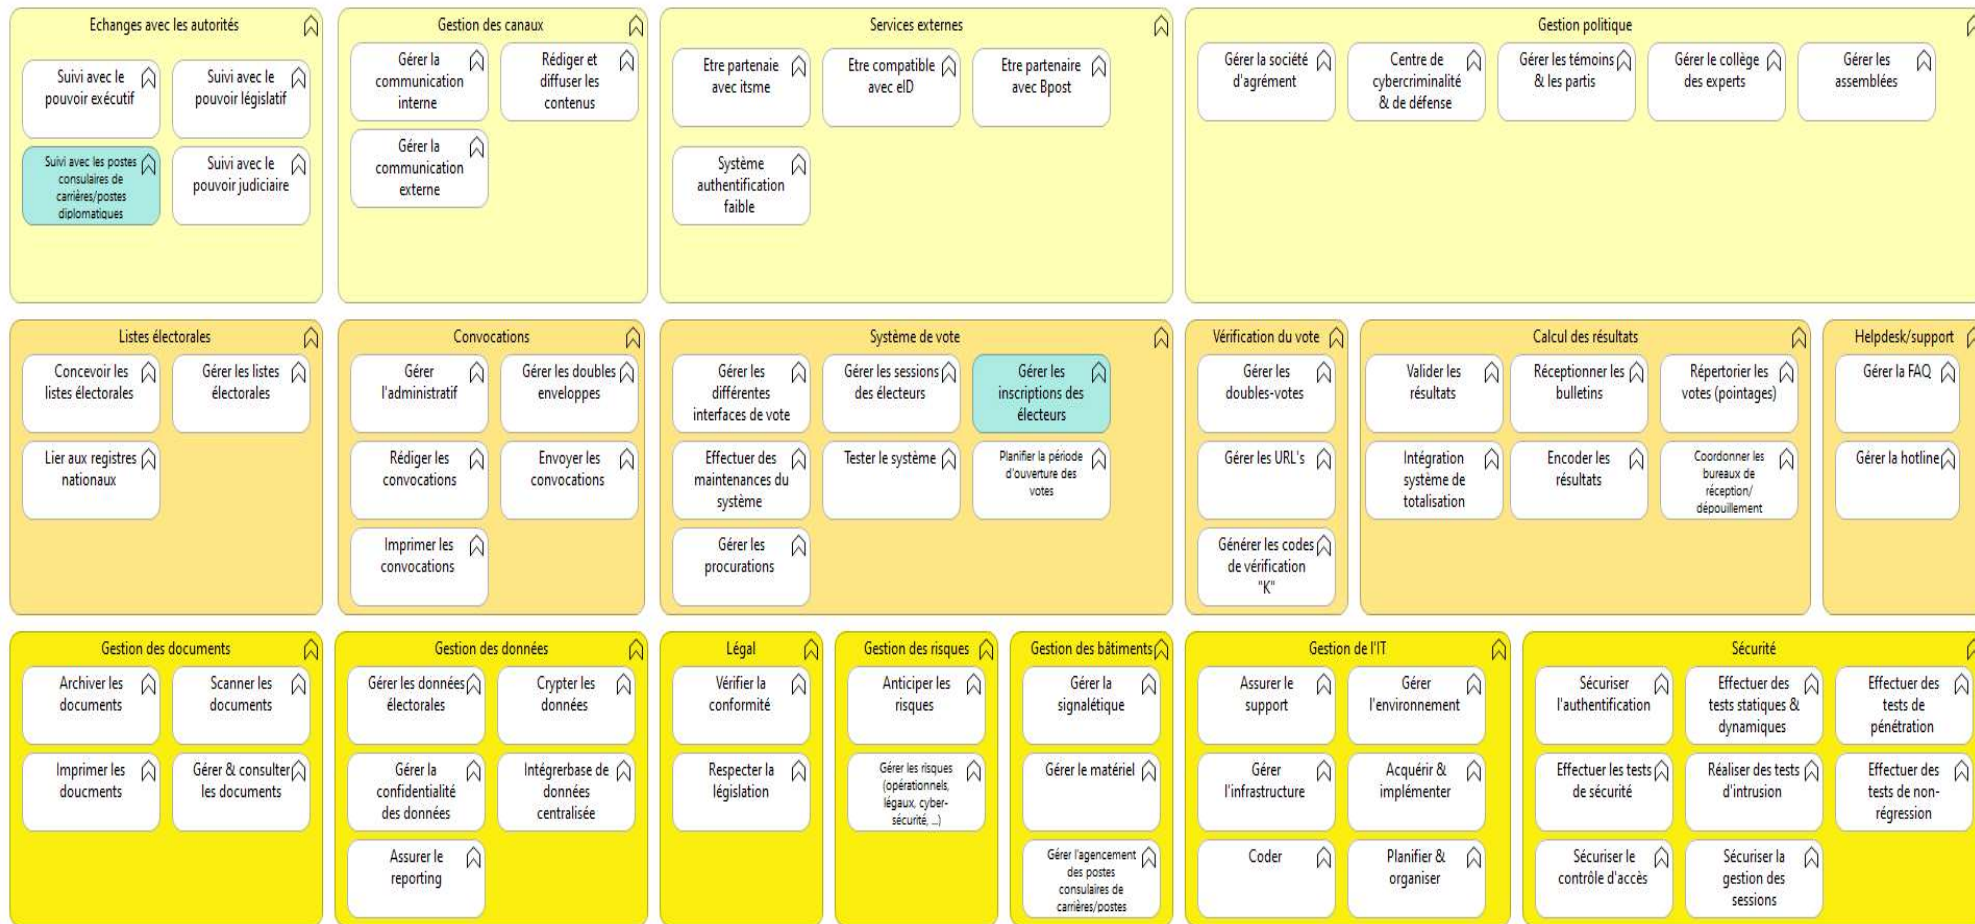 Echanges avec les autorités
Suivi avec le
pouvoir exécutif
Suivi avec le
pouvoir législatif
Suivi avec les postes
consulaires de
carrières/postes
diplomatiques
Suivi avec le
pouvoir judiciaire
Gestion des canaux
Gérer la
communication
interne
Rédiger et
diffuser les
contenus
Gérer la
communication
externe
Services externes
Etre partenaie
avec itsme
Etre compatible
avec eID
Etre partenaire
avec Bpost
Système
authentification
faible
Gestion politique
Gérer la société
d'agrément
Centre de
cybercriminalité
& de défense
Gérer les témoins
& les partis
Gérer le collège
des experts
Gérer les
assemblées
Listes électorales
Concevoir les
listes électorales
Gérer les listes
électorales
Lier aux registres
nationaux
Convocations
Gérer
l'administratif
Gérer les doubles
enveloppes
Rédiger les
convocations
Envoyer les
convocations
Imprimer les
convocations
Système de vote
Gérer les
différentes
interfaces de vote
Gérer les sessions
des électeurs
Gérer les
inscriptions des
électeurs
Effectuer des
maintenances du
système
Tester le système
Planifier la période
d'ouverture des
votes
Gérer les
procurations
Vérification du vote
Gérer les
doubles-votes
Gérer les URL's
Générer les codes
de vérification
"K"
Calcul des résultats
Valider les
résultats
Réceptionner les
bulletins
Répertorier les
votes (pointages)
Intégration
système de
totalisation
Encoder les
résultats
Coordonner les
bureaux de
réception/
dépouillement
Helpdesk/support
Gérer la FAQ
Gérer la hotline
Gestion des documents
Archiver les
documents
Scanner les
documents
Imprimer les
doucments
Gérer & consulter
les documents
Gestion des données
Gérer les données
électorales
Crypter les
données
Gérer la
confidentialité
des données
Intégrerbase de
données
centralisée
Assurer le
reporting
Légal
Vérifier la
conformité
Respecter la
législation
Gestion des risques
Anticiper les
risques
Gérer les risques
(opérationnels,
légaux, cyber-
sécurité, ...)
Gestion des bâtiments
Gérer la
signalétique
Gérer le matériel
Gérer l'agencement
des postes
consulaires de
carrières/postes
Gestion de l'IT
Assurer le
support
Gérer
l'environnement
Gérer
l'infrastructure
Acquérir &
implémenter
Coder
Planifier &
organiser
Sécurité
Sécuriser
l'authentification
Effectuer des
tests statiques &
dynamiques
Effectuer des
tests de
pénétration
Effectuer les tests
de sécurité
Réaliser des tests
d'intrusion
Effectuer des
tests de non-
régression
Sécuriser le
contrôle d'accès
Sécuriser la
gestion des
sessions